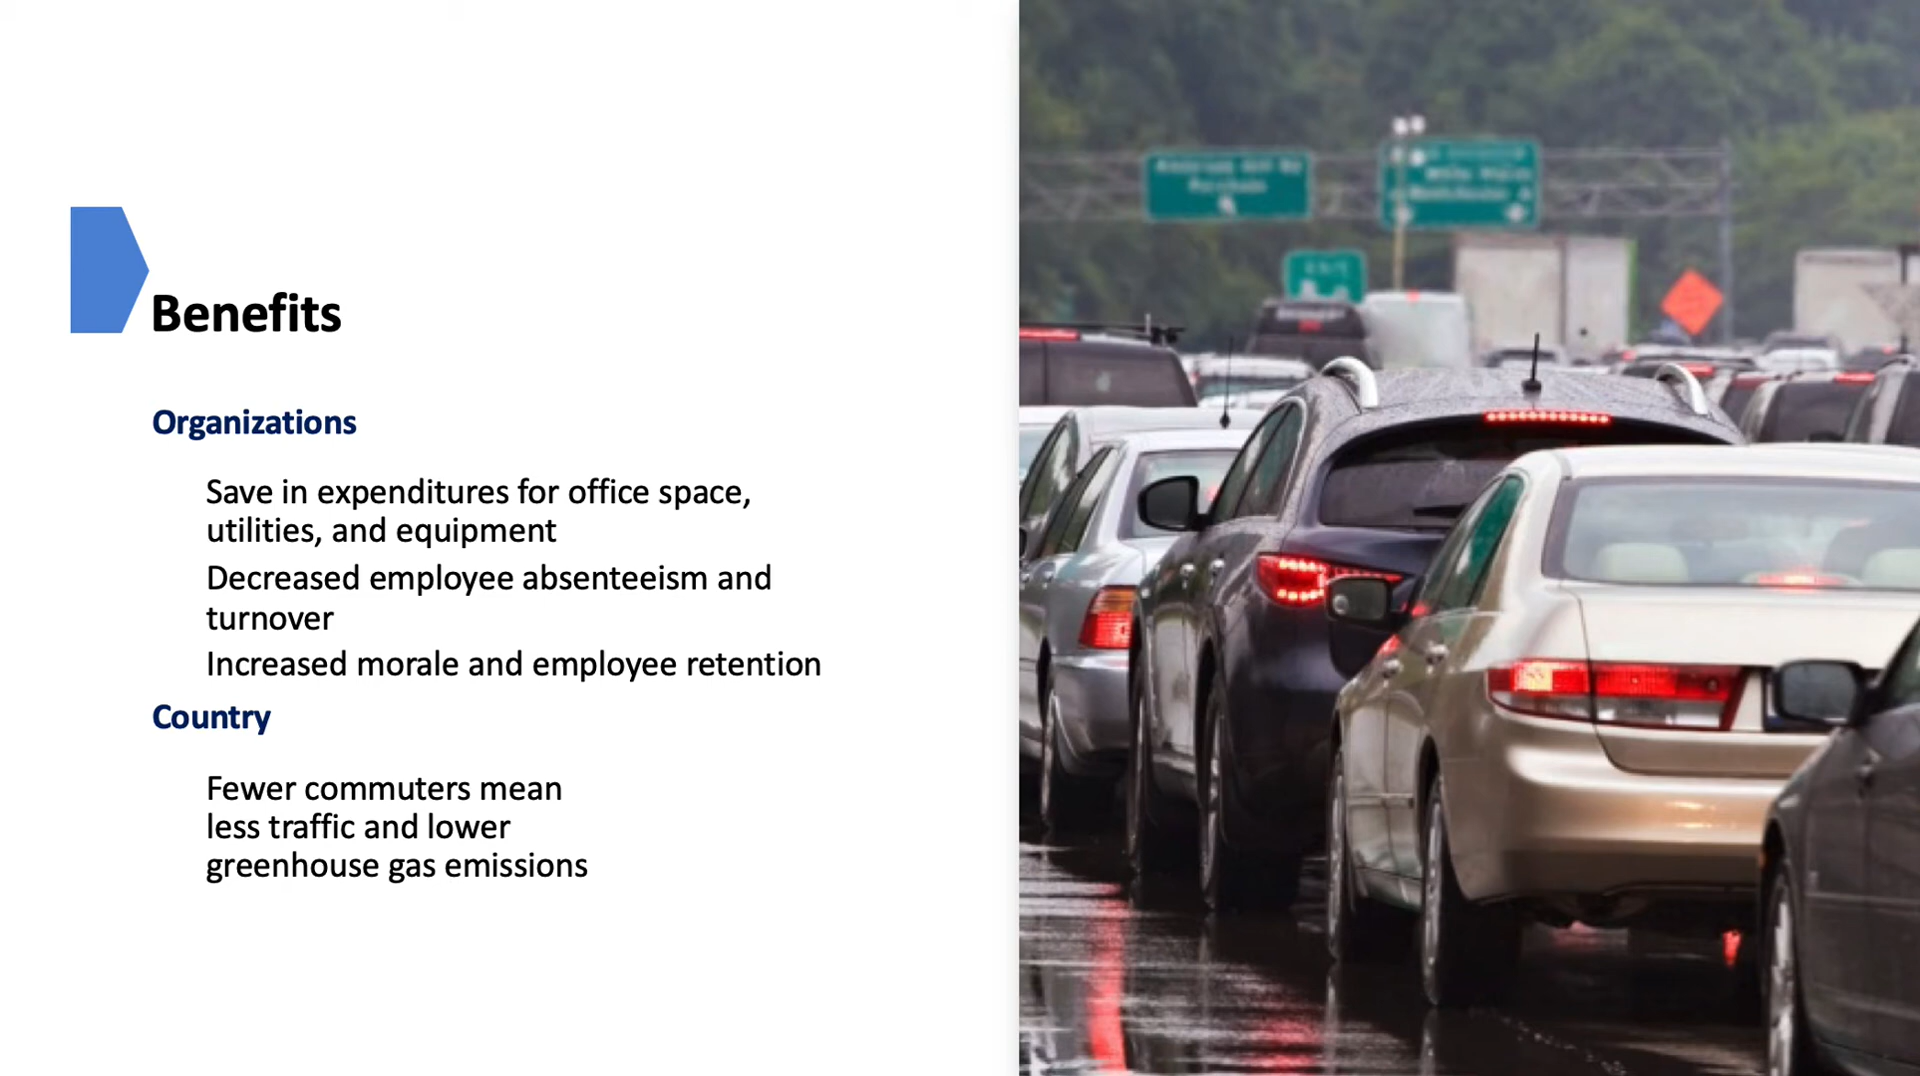 Benefits
Organizations
Save in expenditures for office space,
utilities, and equipment
Decreased employee absenteeism and
turnover
Increased morale and employee retention
Country
Fewer commuters mean
less traffic and lower
greenhouse gas emissions
EXIT